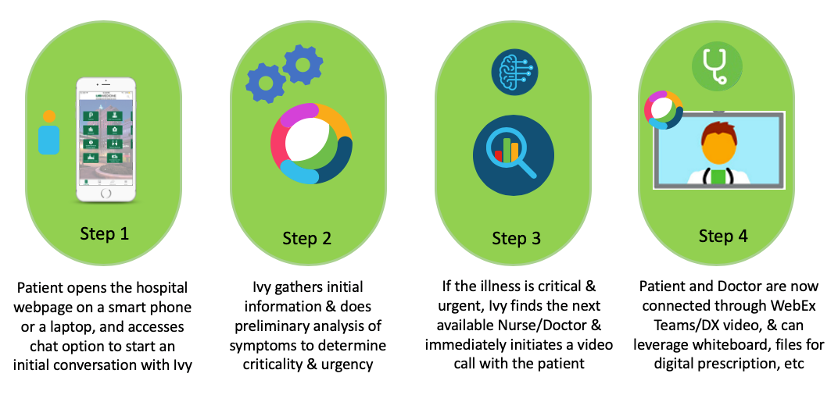 Step 1
Patient opens the hospital
webpage on a smart phone
or a laptop, and accesses
chat option to start an
initial conversation with Ivy
Step 2
Ivy gathers initial
information & does
preliminary analysis of
symptoms to determine
criticality & urgency
Step 3
If the illness is critical &
urgent, Ivy finds the next
available Nurse/Doctor &
immediately initiates a video
call with the patient
Step 4
Patient and Doctor are now
connected through WebEx
Teams/DX video, & can
leverage whiteboard, files for
digital prescription, etc